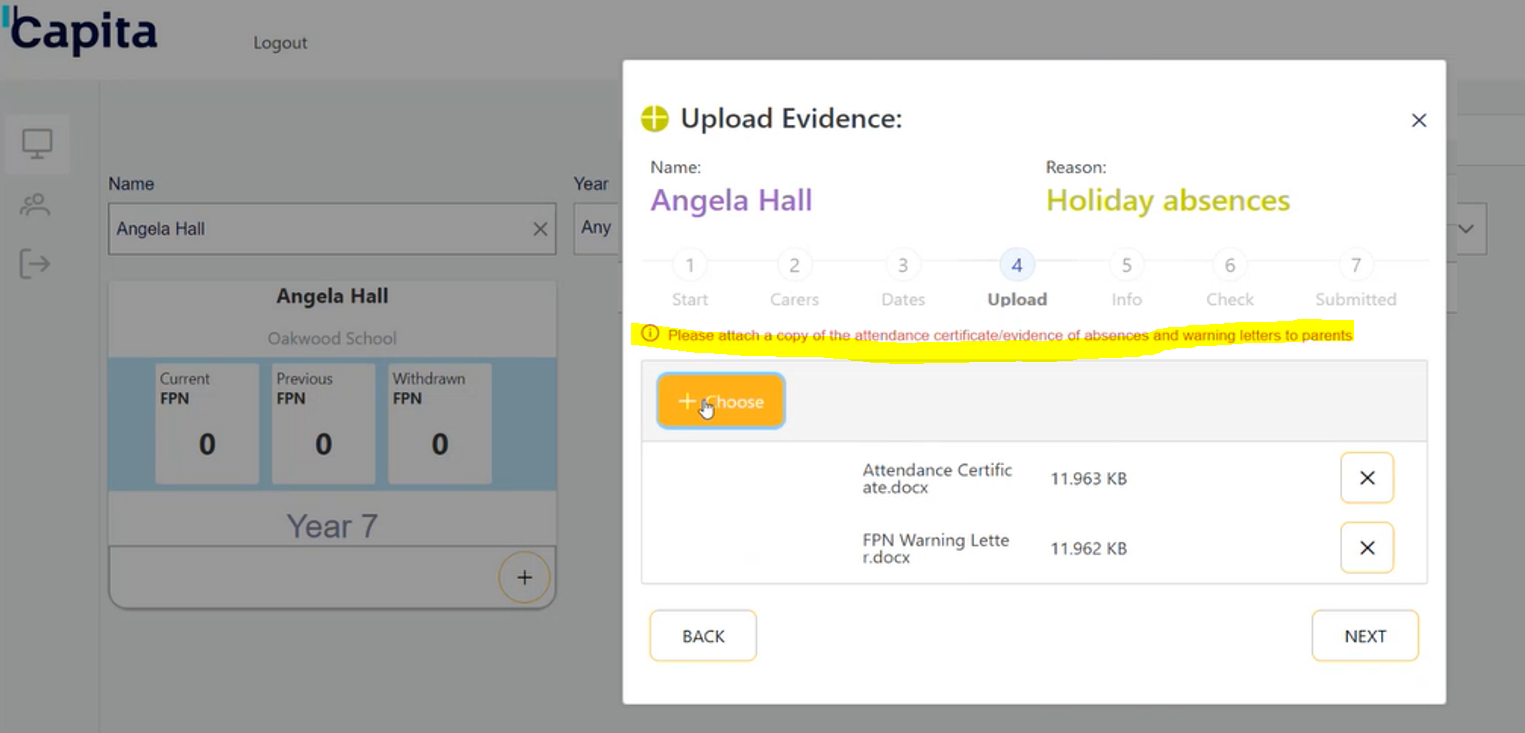 Capita
Logout
Name
Year
Angela Hall
Any
Angela Hall
Oakwood School
Current
FPN
0
Previous
FPN
0
Withdrawn
FPN
0
Year 7
Upload Evidence:
Name:
Angela Hall
Reason:
Holiday absences
1
Start
2
Carers
3
Dates
4
Upload
5
Info
6
Check
7
Submitted
Please attach a copy of the attendance certificate/evidence of absences and warning letters to parents
+ Choose
Attendance Certific
ate.docx
11.963 KB
FPN Warning Lette
r.docx
11.962 KB
BACK
NEXT